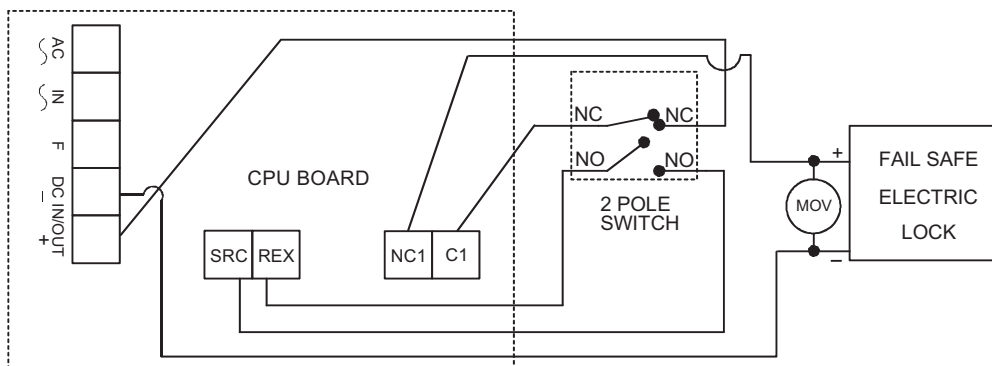 AC
IN
F
DC IN/OUT
–
+
CPU BOARD
SRC REX
NC1 C1
NC NC
NO NO
2 POLE
SWITCH
+
MOV
–
FAIL SAFE
ELECTRIC
LOCK